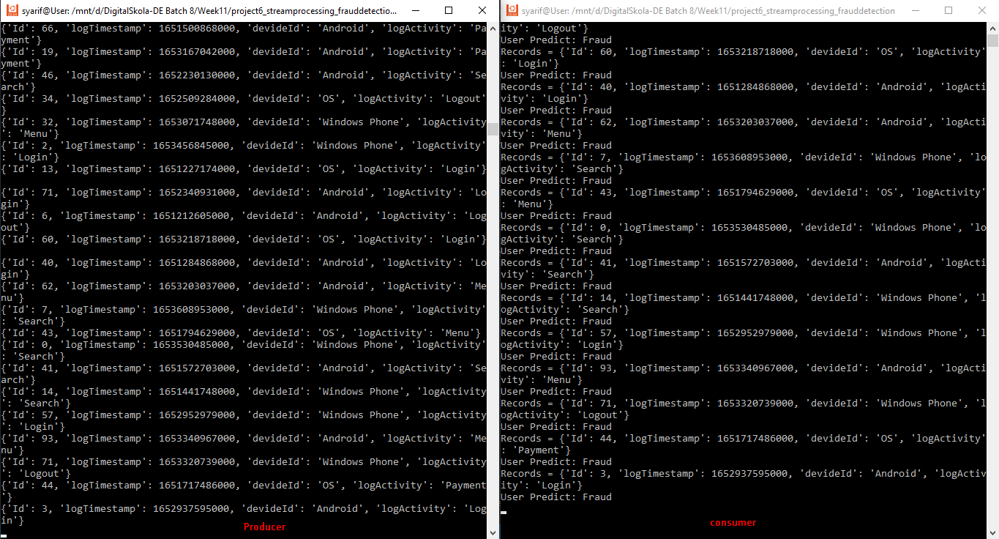 syarif@User: /mnt/d/DigitalSkola-DE Batch 8/Week11/project6_streamprocessing_frauddetectio...
{'Id': 66, 'logTimestamp': 1651500868000, 'devideId': 'Android', 'logActivity': 'Pa
yment'}
{'Id': 19, 'logTimestamp': 1653167042000, 'devideId': 'Android', 'logActivity': 'Pa
yment'}
{'Id': 46, 'logTimestamp': 1652230130000, 'devideId': 'Android', 'logActivity': 'Se
arch'}
{'Id': 34, 'logTimestamp': 1652509284000, 'devideId': 'OS', 'logActivity': 'Logout'
}
{'Id': 32, 'logTimestamp': 1653071748000, 'devideId': 'Windows Phone', 'logActivity
': 'Menu'}
{'Id': 2, 'logTimestamp': 1653456845000, 'devideId': 'Windows Phone', 'logActivity'
: 'Login'}
{'Id': 13, 'logTimestamp': 1651227174000, 'devideId': 'OS', 'logActivity': 'Login'}
{'Id': 71, 'logTimestamp': 1652340931000, 'devideId': 'Android', 'logActivity': 'Lo
gin'}
{'Id': 6, 'logTimestamp': 1651212605000, 'devideId': 'Android', 'logActivity': 'Log
out'}
{'Id': 60, 'logTimestamp': 1653218718000, 'devideId': 'OS', 'logActivity': 'Login'}
{'Id': 40, 'logTimestamp': 1651284868000, 'devideId': 'Android', 'logActivity': 'Lo
gin'}
{'Id': 62, 'logTimestamp': 1653203037000, 'devideId': 'Android', 'logActivity': 'Me
nu'}
{'Id': 7, 'logTimestamp': 1653608953000, 'devideId': 'Windows Phone', 'logActivity'
: 'Search'}
{'Id': 43, 'logTimestamp': 1651794629000, 'devideId': 'OS', 'logActivity': 'Menu'}
{'Id': 0, 'logTimestamp': 1653530485000, 'devideId': 'Windows Phone', 'logActivity'
: 'Search'}
{'Id': 41, 'logTimestamp': 1651572703000, 'devideId': 'Android', 'logActivity': 'Se
arch'}
{'Id': 14, 'logTimestamp': 1651441748000, 'devideId': 'Windows Phone', 'logActivity
': 'Search'}
{'Id': 57, 'logTimestamp': 1652952979000, 'devideId': 'Windows Phone', 'logActivity
': 'Login'}
{'Id': 93, 'logTimestamp': 1653340967000, 'devideId': 'Android', 'logActivity': 'Me
nu'}
{'Id': 71, 'logTimestamp': 1653320739000, 'devideId': 'Windows Phone', 'logActivity
': 'Logout'}
{'Id': 44, 'logTimestamp': 1651717486000, 'devideId': 'OS', 'logActivity': 'Payment
'}
{'Id': 3, 'logTimestamp': 1652937595000, 'devideId': 'Android', 'logActivity': 'Log
in'}
Producer
syarif@User: /mnt/d/DigitalSkola-DE Batch 8/Week11/project6_streamprocessing_frauddetection
ity': 'Logout'}
User Predict: Fraud
Records = {'Id': 60, 'logTimestamp': 1653218718000, 'devideId': 'OS', 'logActivity'
: 'Login'}
User Predict: Fraud
Records = {'Id': 40, 'logTimestamp': 1651284868000, 'devideId': 'Android', 'logActi
vity': 'Login'}
User Predict: Fraud
Records = {'Id': 62, 'logTimestamp': 1653203037000, 'devideId': 'Android', 'logActi
vity': 'Menu'}
User Predict: Fraud
Records = {'Id': 7, 'logTimestamp': 1653608953000, 'devideId': 'Windows Phone', 'lo
gActivity': 'Search'}
User Predict: Fraud
Records = {'Id': 43, 'logTimestamp': 1651794629000, 'devideId': 'OS', 'logActivity'
: 'Menu'}
User Predict: Fraud
Records = {'Id': 0, 'logTimestamp': 1653530485000, 'devideId': 'Windows Phone', 'lo
gActivity': 'Search'}
User Predict: Fraud
Records = {'Id': 41, 'logTimestamp': 1651572703000, 'devideId': 'Android', 'logActi
vity': 'Search'}
User Predict: Fraud
Records = {'Id': 14, 'logTimestamp': 1651441748000, 'devideId': 'Windows Phone', 'l
ogActivity': 'Search'}
User Predict: Fraud
Records = {'Id': 57, 'logTimestamp': 1652952979000, 'devideId': 'Windows Phone', 'l
ogActivity': 'Login'}
User Predict: Fraud
Records = {'Id': 93, 'logTimestamp': 1653340967000, 'devideId': 'Android', 'logActi
vity': 'Menu'}
User Predict: Fraud
Records = {'Id': 71, 'logTimestamp': 1653320739000, 'devideId': 'Windows Phone', 'l
ogActivity': 'Logout'}
User Predict: Fraud
Records = {'Id': 44, 'logTimestamp': 1651717486000, 'devideId': 'OS', 'logActivity'
: 'Payment'}
User Predict: Fraud
Records = {'Id': 3, 'logTimestamp': 1652937595000, 'devideId': 'Android', 'logActiv
ity': 'Login'}
User Predict: Fraud
consumer